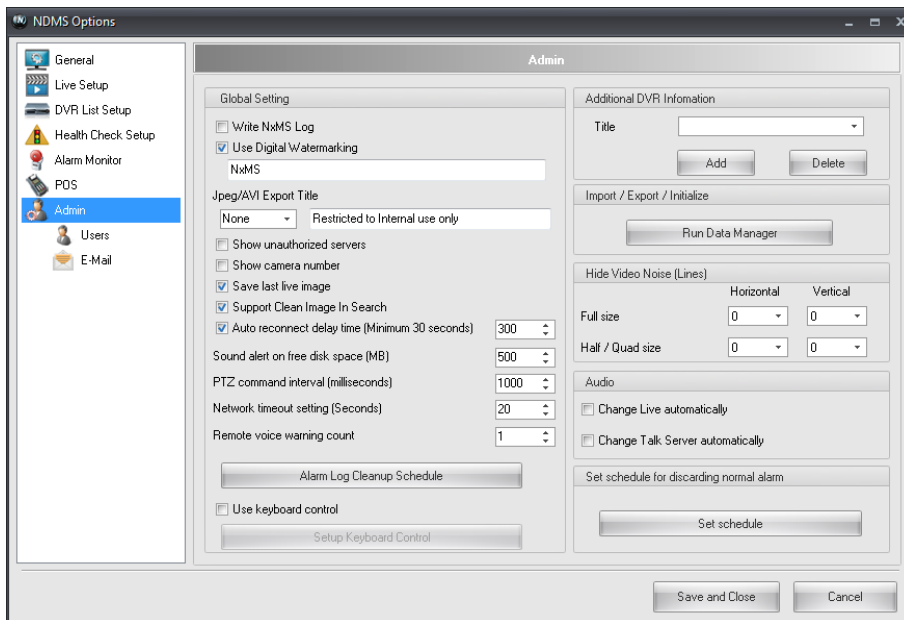 NDMS Options
General
Live Setup
DVR List Setup
Health Check Setup
Alarm Monitor
POS
Admin
Users
E-Mail
Admin
Global Setting
Write NxMS Log
Use Digital Watermarking
NxMS
Jpeg/AVI Export Title
None Restricted to Internal use only
Show unauthorized servers
Show camera number
Save last live image
Support Clean Image In Search
Auto reconnect delay time (Minimum 30 seconds) 300
Sound alert on free disk space (MB) 500
PTZ command interval (milliseconds) 1000
Network timeout setting (Seconds) 20
Remote voice warning count 1
Alarm Log Cleanup Schedule
Use keyboard control
Setup Keyboard Control
Additional DVR Infomation
Title
Add Delete
Import / Export / Initialize
Run Data Manager
Hide Video Noise (Lines)
Horizontal Vertical
Full size 0 0
Half / Quad size 0 0
Audio
Change Live automatically
Change Talk Server automatically
Set schedule for discarding normal alarm
Set schedule
Save and Close Cancel